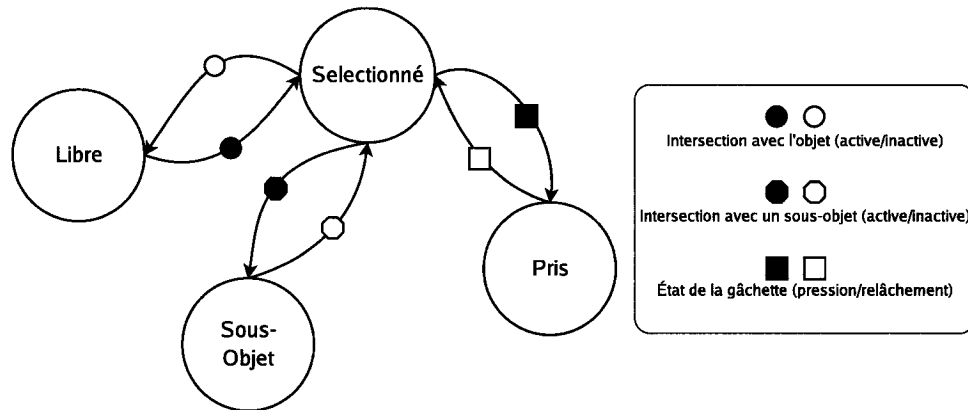 Selectionné
Libre
Pris
Sous-
Objet
Intersection avec l'objet (active/inactive)
Intersection avec un sous-objet (active/inactive)
État de la gâchette (pression/relâchement)